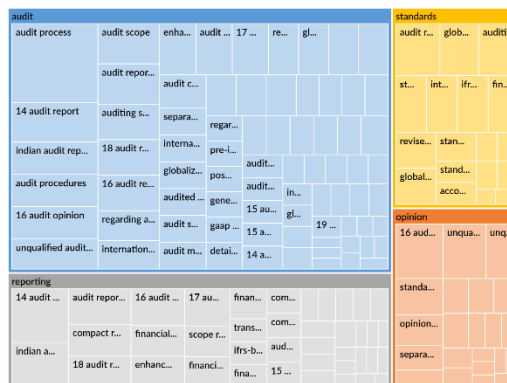 audit
audit process
audit scope
enha...
audit ...
17 ...
re...
gl...
audit repor...
audit c...
14 audit report
auditing s...
separa...
regar...
indian audit rep...
18 audit r...
interna...
pre-i...
audit procedures
16 audit re...
globaliz...
pos...
audit...
audited ...
gene...
audit...
in...
16 audit opinion
regarding a...
audit s...
gaap ...
15 au...
gl...
15 a...
19 ...
unqualified audit...
internation...
audit m...
detai...
14 a...
standards
audit r...
glob...
auditi
st...
int...
ifr...
fin...
revise...
stan...
global...
stand...
acco...
opinion
16 aud...
unqua...
unq
standa...
opinion...
separa...
reporting
14 audit ...
audit repor...
16 audit ...
17 au...
finan...
com...
compact r...
financial...
scope r...
trans...
com...
indian a...
ifrs-b...
aud...
18 audit r...
enhanc...
financi...
fina...
15 ...